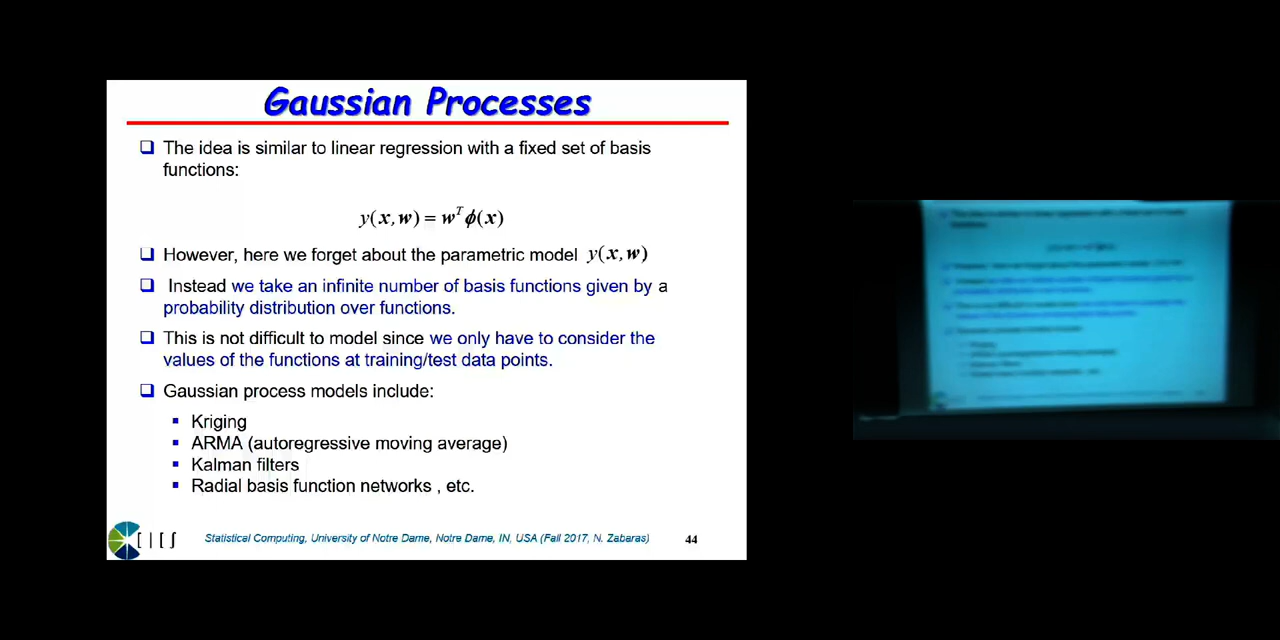 Gaussian Processes
The idea is similar to linear regression with a fixed set of basis
functions:
y(x,w) = w^T ϕ(x)
However, here we forget about the parametric model y(x,w)
Instead we take an infinite number of basis functions given by a
probability distribution over functions.
This is not difficult to model since we only have to consider the
values of the functions at training/test data points.
Gaussian process models include:
Kriging
ARMA (autoregressive moving average)
Kalman filters
Radial basis function networks , etc.
Statistical Computing, University of Notre Dame, Notre Dame, IN, USA (Fall 2017, N. Zabaras) 44